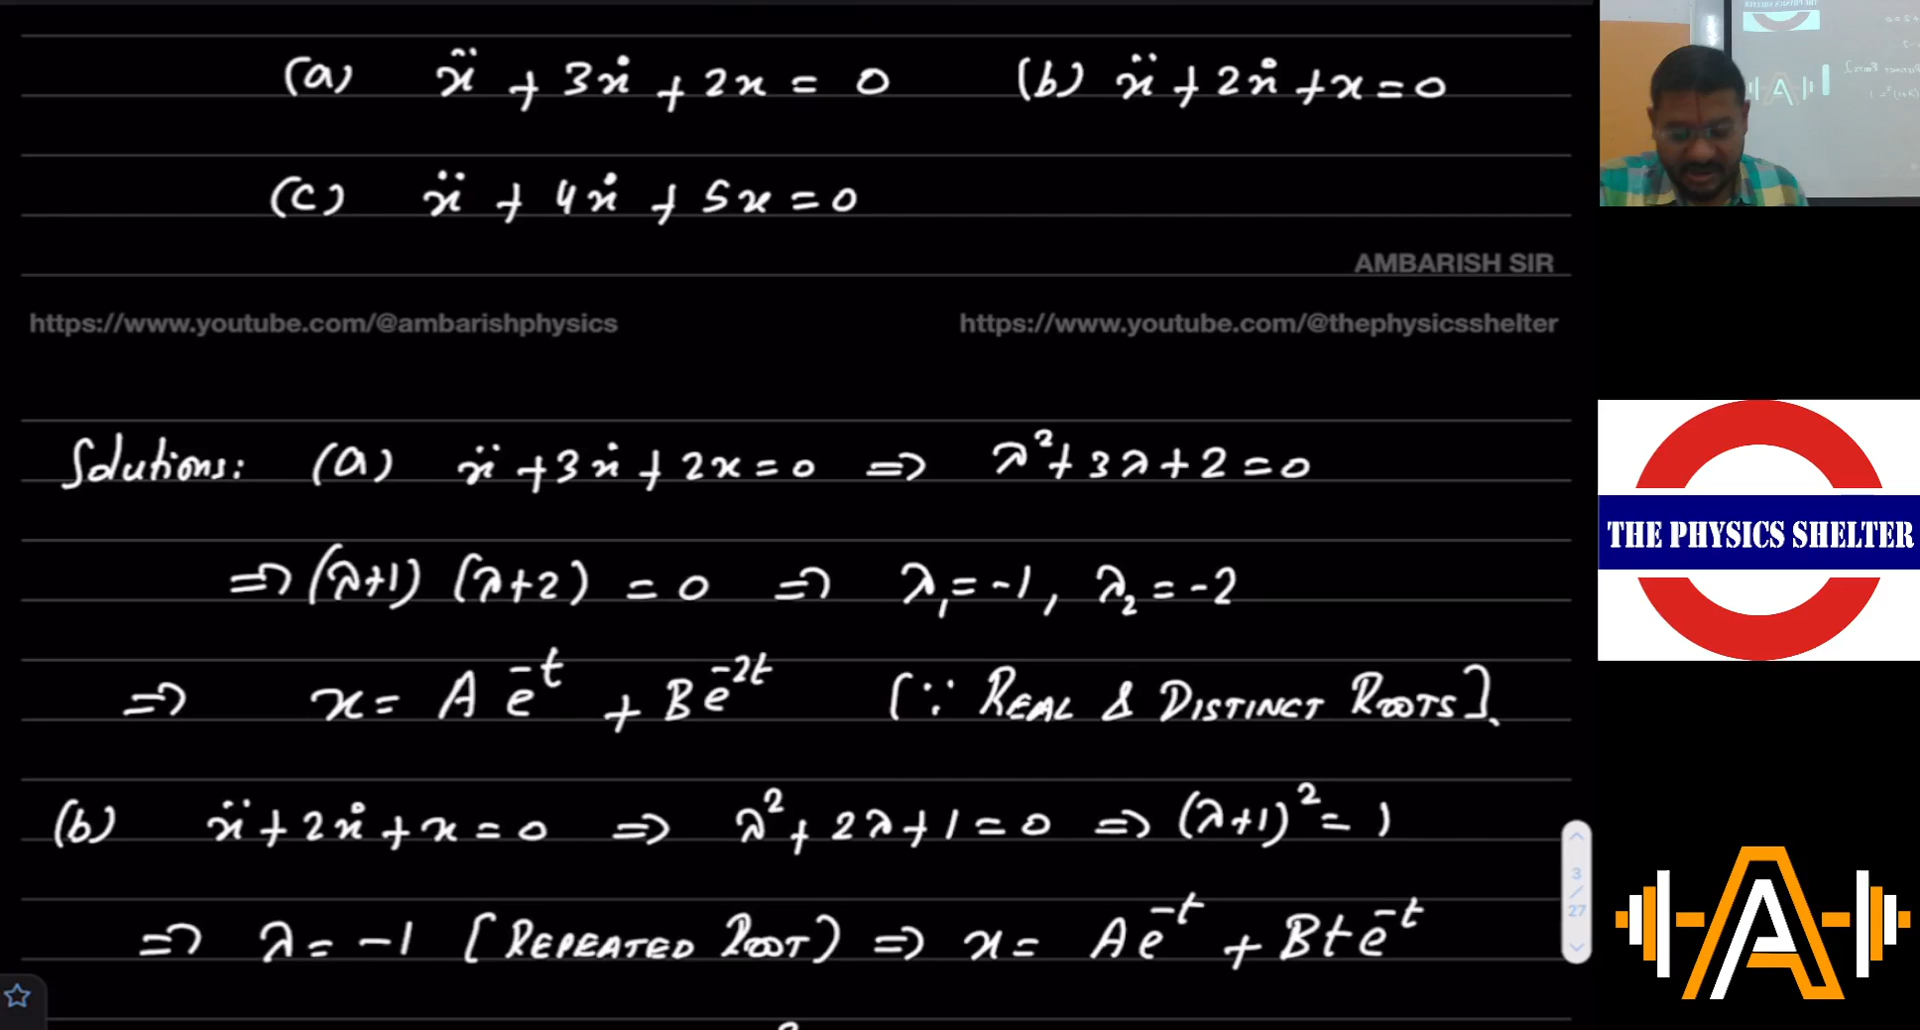 (a) ẍ + 3ẋ + 2x = 0 (b) ẍ + 2ẋ + x = 0
(c) ẍ + 4ẋ + 5x = 0
AMBARISH SIR
https://www.youtube.com/@ambarishphysics https://www.youtube.com/@thephysicsshelter
Solutions: (a) ẍ + 3ẋ + 2x = 0 ⇒ λ² + 3λ + 2 = 0
⇒ (λ+1) (λ+2) = 0 ⇒ λ₁ = -1, λ₂ = -2
⇒ x = A e^-t + B e^-2t [∵ REAL & DISTINCT ROOTS].
(b) ẍ + 2ẋ + x = 0 ⇒ λ² + 2λ + 1 = 0 ⇒ (λ+1)² = 1
⇒ λ = -1 [REPEATED ROOT) ⇒ x = A e^-t + B t e^-t
THE PHYSICS SHELTER
A
3
/
27